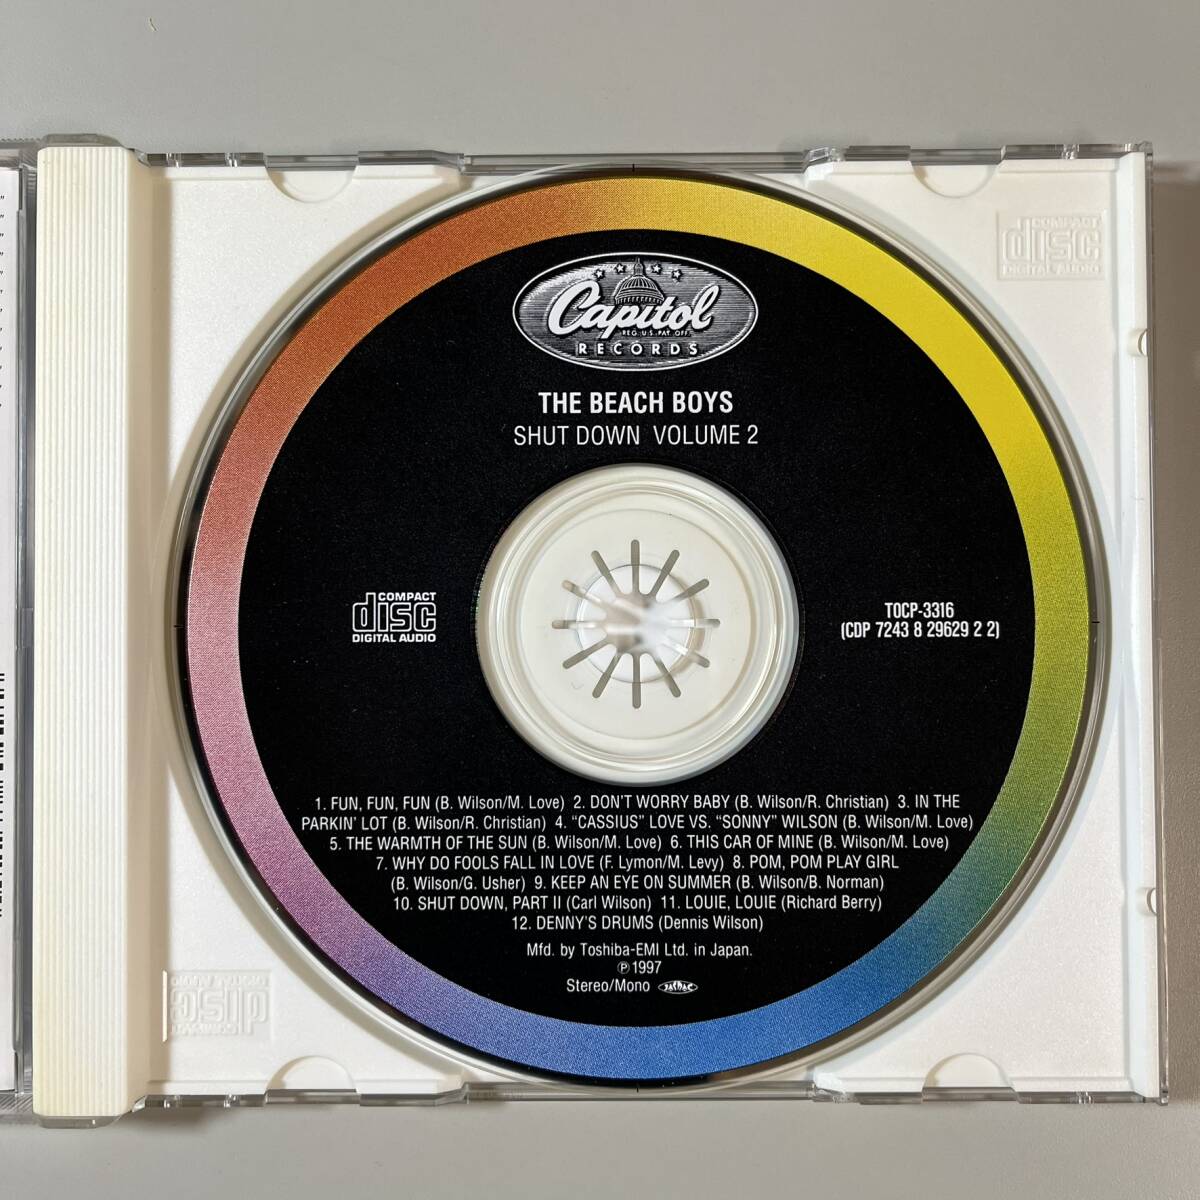 Capitol
REG. U.S. PAT. OFF.
RECORDS
THE BEACH BOYS
SHUT DOWN VOLUME 2
COMPACT
disc
DIGITAL AUDIO
TOCP-3316
(CDP 7243 8 29629 2 2)
1. FUN, FUN, FUN (B. Wilson/M. Love) 2. DON'T WORRY BABY (B. Wilson/R. Christian) 3. IN THE
PARKIN' LOT (B. Wilson/R. Christian) 4. "CASSIUS" LOVE VS. "SONNY" WILSON (B. Wilson/M. Love)
5. THE WARMTH OF THE SUN (B. Wilson/M. Love) 6. THIS CAR OF MINE (B. Wilson/M. Love)
7. WHY DO FOOLS FALL IN LOVE (F. Lymon/M. Levy) 8. POM, POM PLAY GIRL
(B. Wilson/G. Usher) 9. KEEP AN EYE ON SUMMER (B. Wilson/B. Norman)
10. SHUT DOWN, PART II (Carl Wilson) 11. LOUIE, LOUIE (Richard Berry)
12. DENNY'S DRUMS (Dennis Wilson)
Mfd. by Toshiba-EMI Ltd. in Japan.
℗ 1997
Stereo/Mono JASRAC
COMPACT
disc
DIGITAL AUDIO
COMPACT
disc
DIGITAL AUDIO